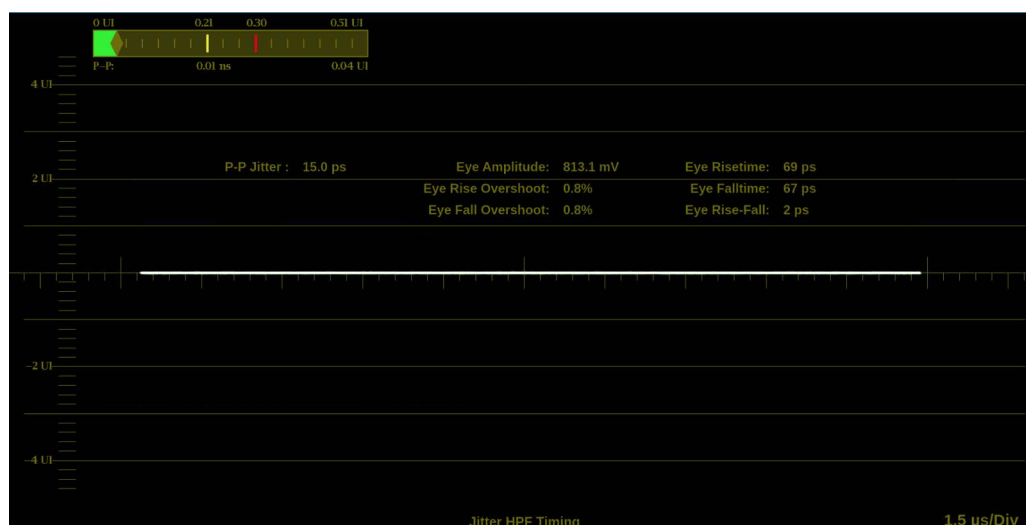 0 UI 0.21 0.30 0.51 UI
P-P: 0.01 ns 0.04 UI
4 UI
P-P Jitter : 15.0 ps Eye Amplitude: 813.1 mV Eye Risetime: 69 ps
2 UI
Eye Rise Overshoot: 0.8% Eye Falltime: 67 ps
Eye Fall Overshoot: 0.8% Eye Rise-Fall: 2 ps
-2 UI
-4 UI
Jitter HPF Timing 1.5 us/Div